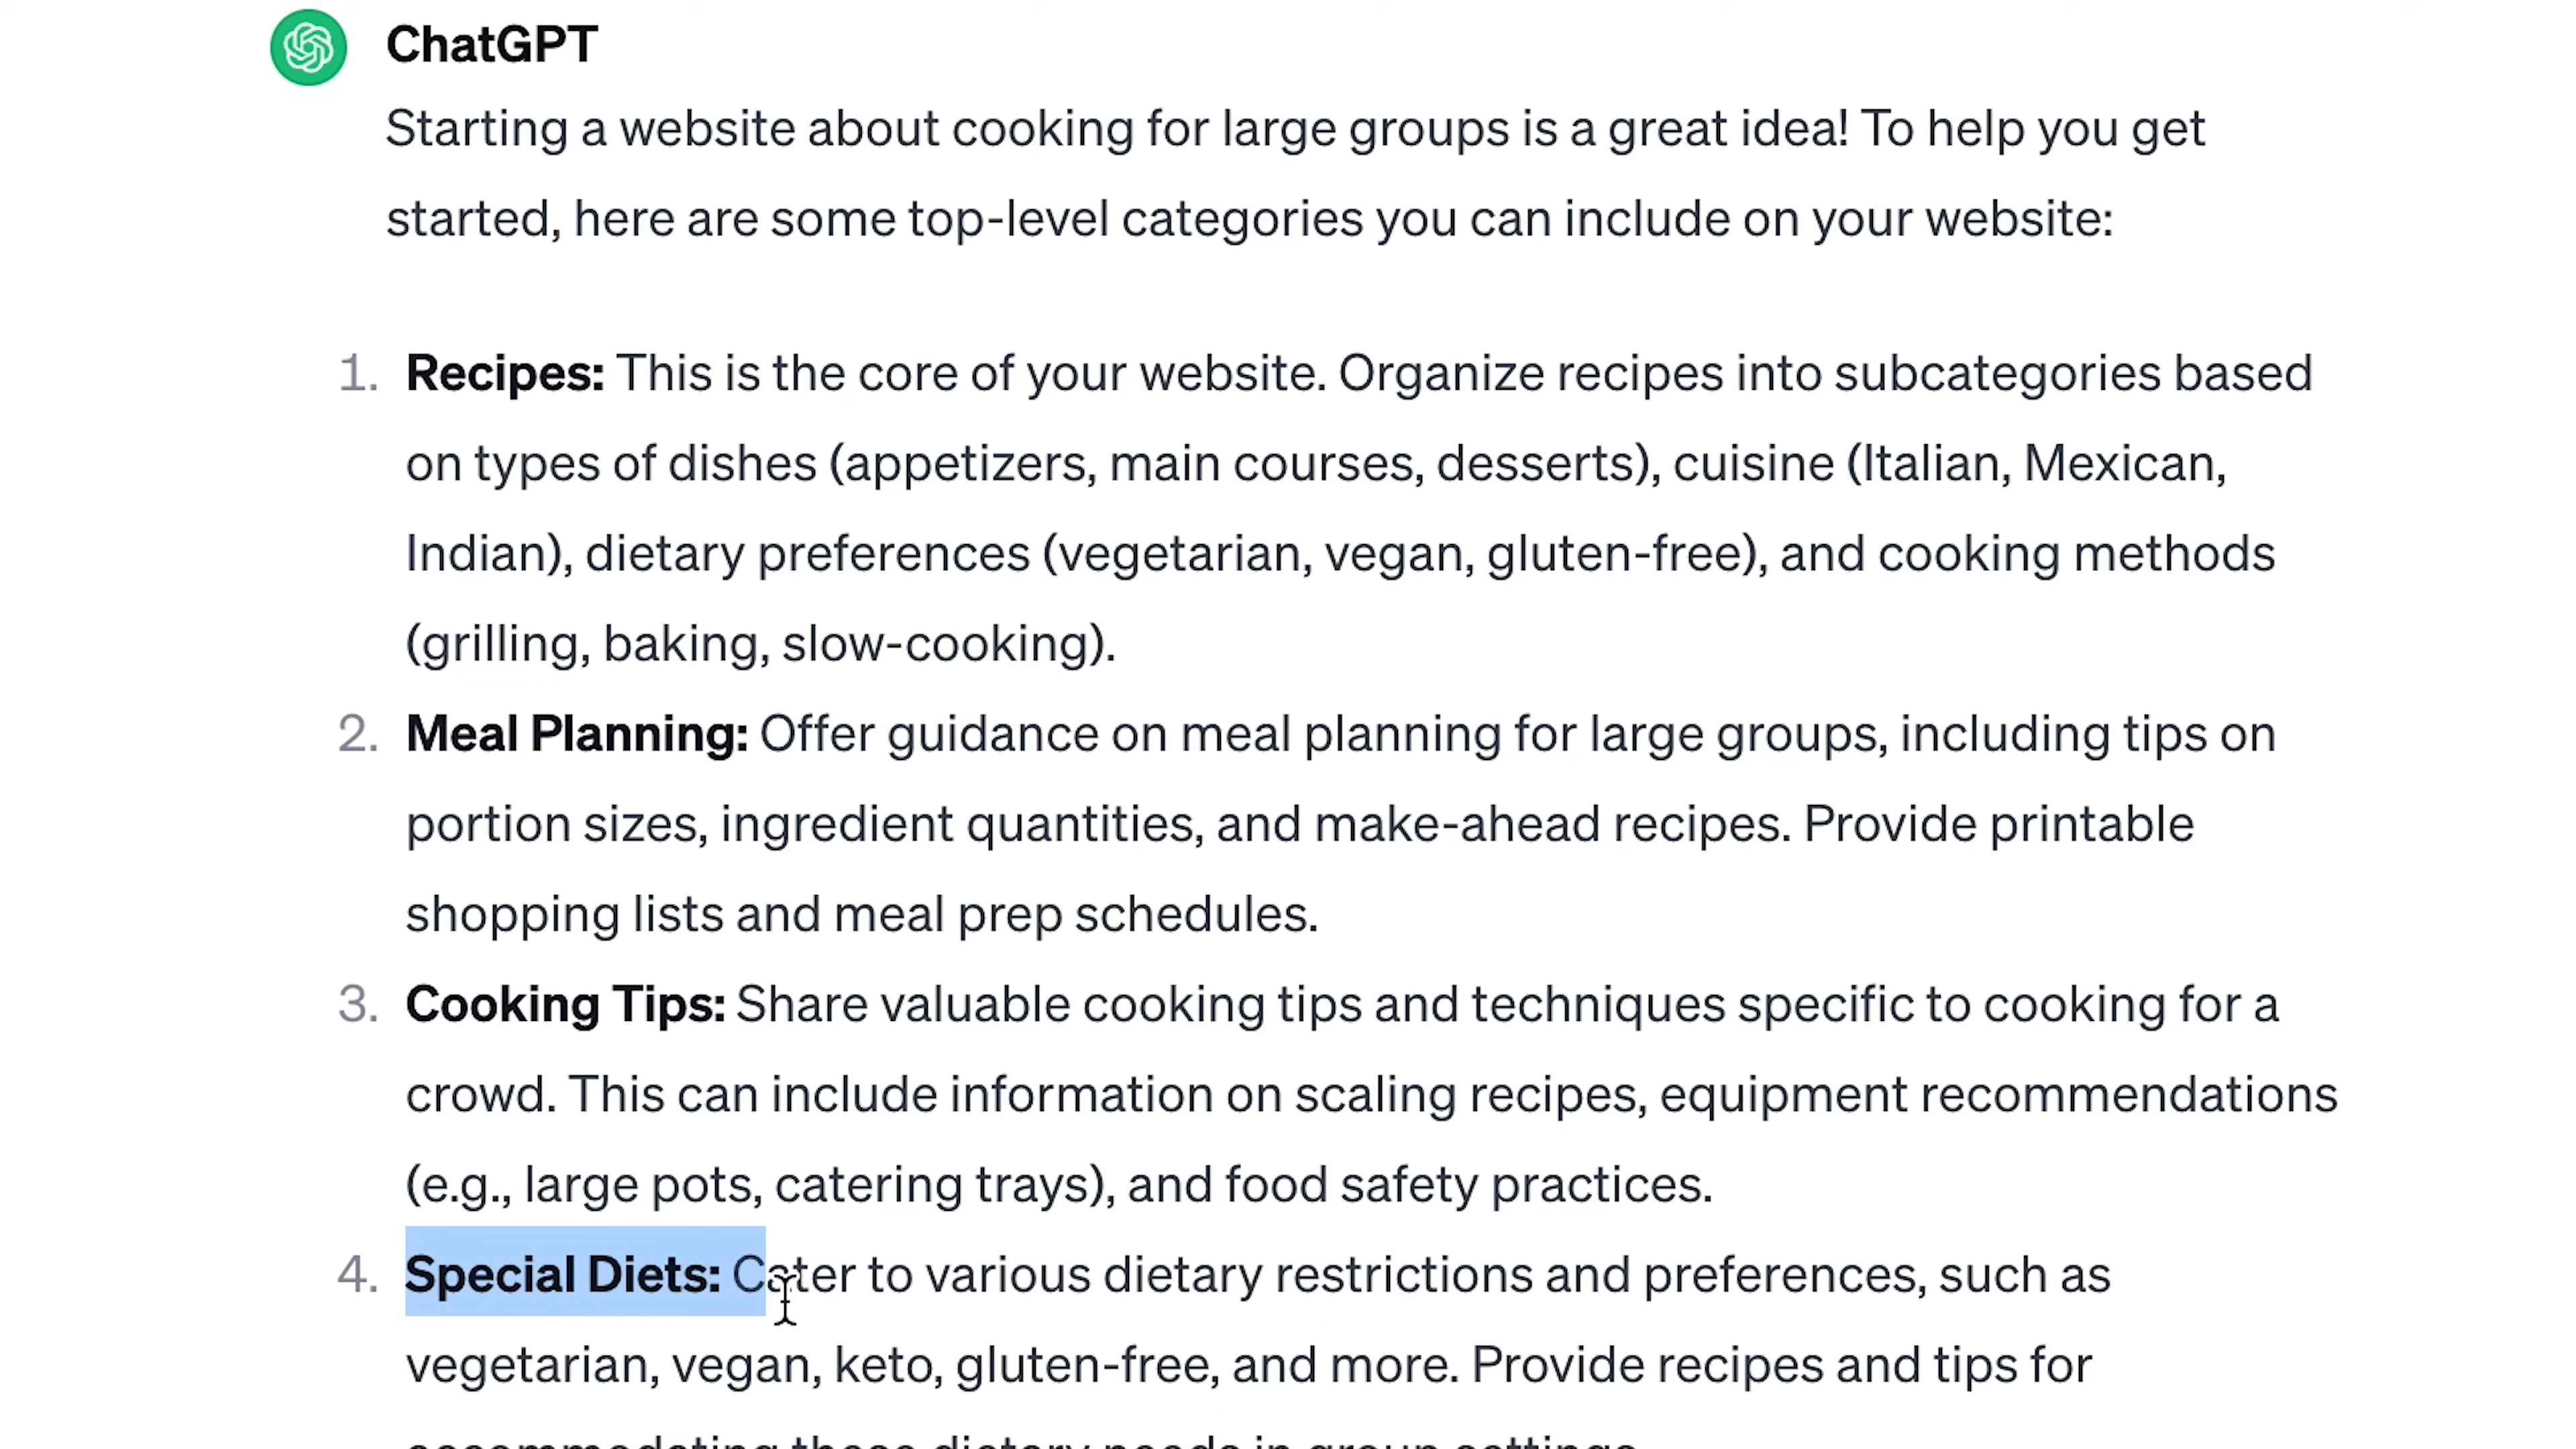 ChatGPT
Starting a website about cooking for large groups is a great idea! To help you get
started, here are some top-level categories you can include on your website:
1. Recipes: This is the core of your website. Organize recipes into subcategories based
on types of dishes (appetizers, main courses, desserts), cuisine (Italian, Mexican,
Indian), dietary preferences (vegetarian, vegan, gluten-free), and cooking methods
(grilling, baking, slow-cooking).
2. Meal Planning: Offer guidance on meal planning for large groups, including tips on
portion sizes, ingredient quantities, and make-ahead recipes. Provide printable
shopping lists and meal prep schedules.
3. Cooking Tips: Share valuable cooking tips and techniques specific to cooking for a
crowd. This can include information on scaling recipes, equipment recommendations
(e.g., large pots, catering trays), and food safety practices.
4. Special Diets: Cater to various dietary restrictions and preferences, such as
vegetarian, vegan, keto, gluten-free, and more. Provide recipes and tips for
accommodating these dietary needs in group settings